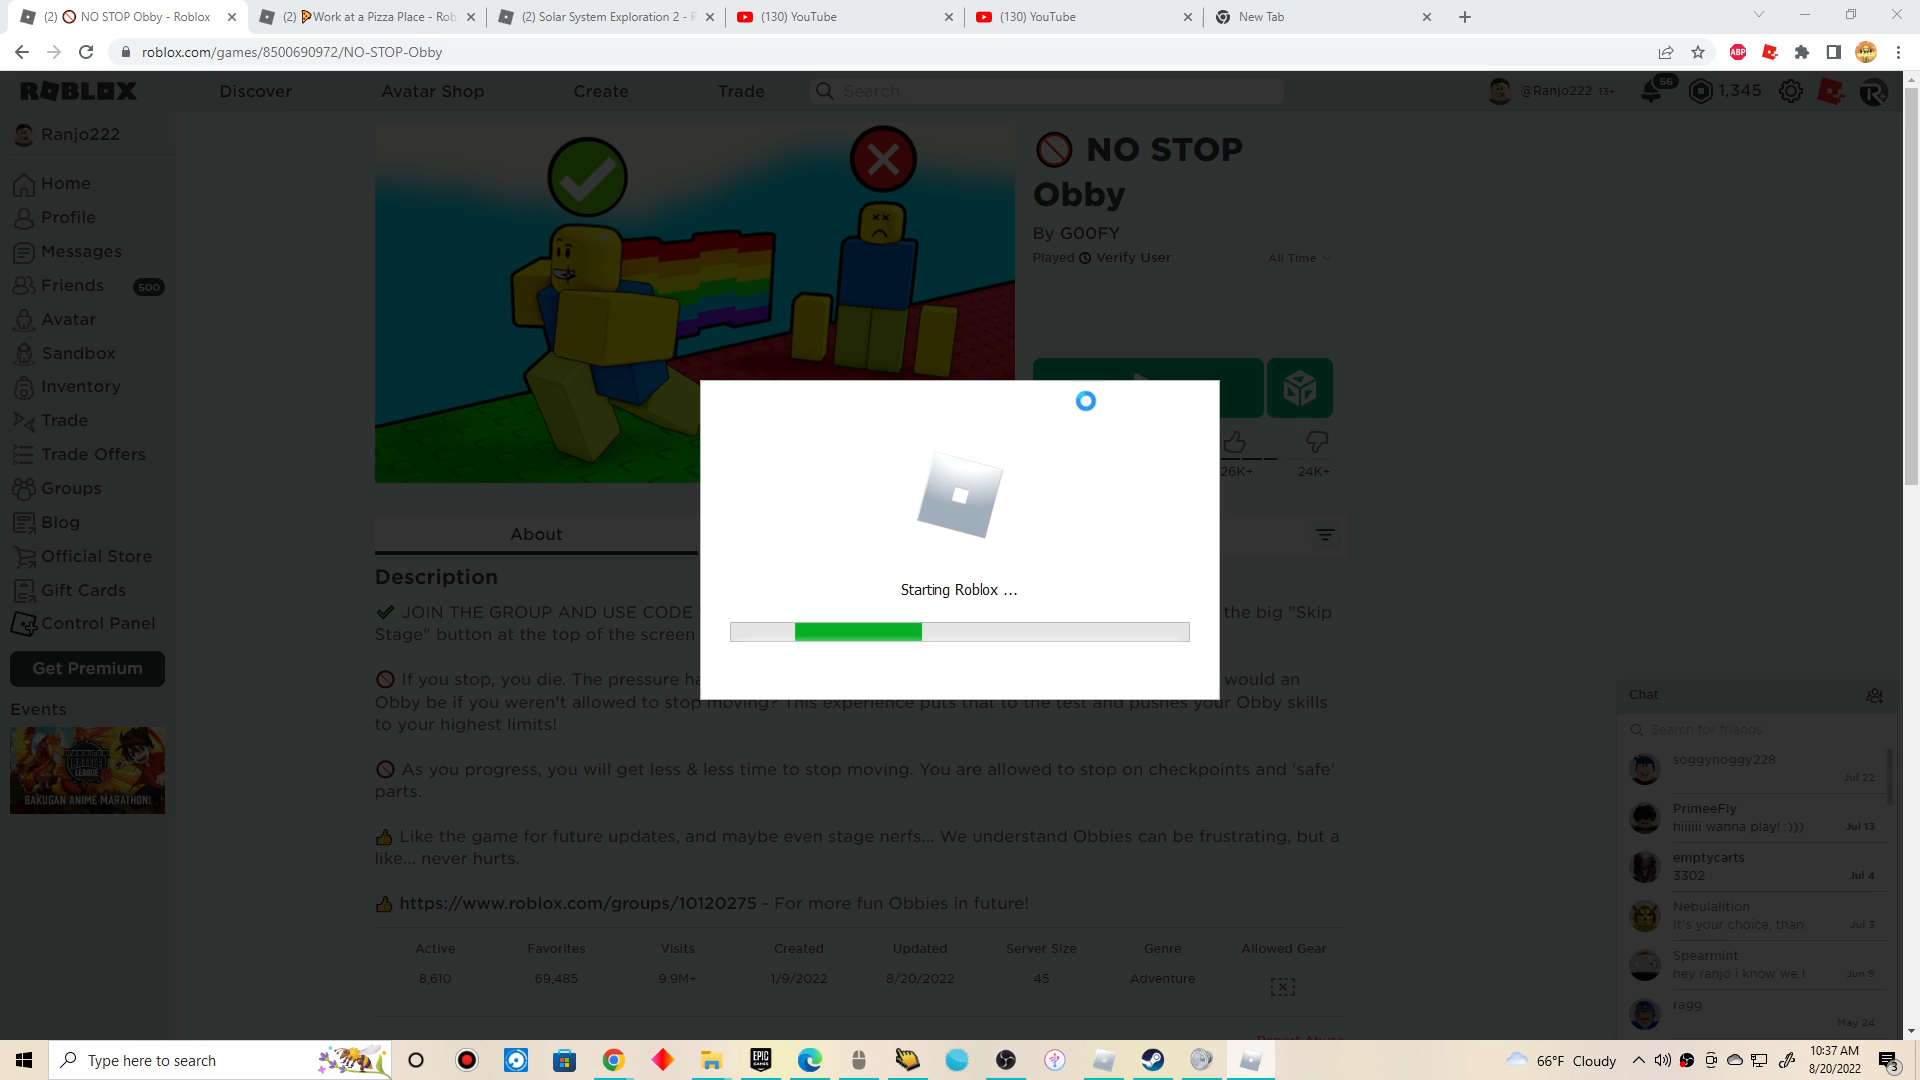 (2) 🚫 NO STOP Obby - Roblox
(2) 🍕Work at a Pizza Place - Rob
(2) Solar System Exploration 2 - R
(130) YouTube
(130) YouTube
New Tab
roblox.com/games/8500690972/NO-STOP-Obby
ABP
ROBLOX
Discover
Avatar Shop
Create
Trade
Search
@Ranjo222 13+
56
1,345
Ranjo222
Home
Profile
Messages
Friends
500
Avatar
Sandbox
Inventory
Trade
Trade Offers
Groups
Blog
Official Store
Gift Cards
Control Panel
Get Premium
Events
BAKUGAN ANIME MARATHON!
🚫 NO STOP
Obby
By G00FY
Played Verify User
All Time
26K+
24K+
Starting Roblox ...
About
Description
✔️ JOIN THE GROUP AND USE CODE
the big "Skip
Stage" button at the top of the screen
🚫 If you stop, you die. The pressure
would an
Obby be if you weren't allowed to stop moving? This experience puts that to the test and pushes your Obby skills
to your highest limits!
🚫 As you progress, you will get less & less time to stop moving. You are allowed to stop on checkpoints and 'safe'
parts.
👍 Like the game for future updates, and maybe even stage nerfs... We understand Obbies can be frustrating, but a
like... never hurts.
👍 https://www.roblox.com/groups/10120275 - For more fun Obbies in future!
Active
Favorites
Visits
Created
Updated
Server Size
Genre
Allowed Gear
8,610
69,485
9.9M+
1/9/2022
8/20/2022
45
Adventure
Report Abuse
Chat
Search for friends
soggynoggy228
Jul 22
PrimeeFly
hiiiiii wanna play! :)))
Jul 13
emptycarts
3302
Jul 4
Nebulalition
It's your choice, than
Jul 3
Spearmint
hey ranjo i know we l
Jun 9
ragg
May 24
Type here to search
EPIC
GAMES
66°F Cloudy
10:37 AM
8/20/2022
3